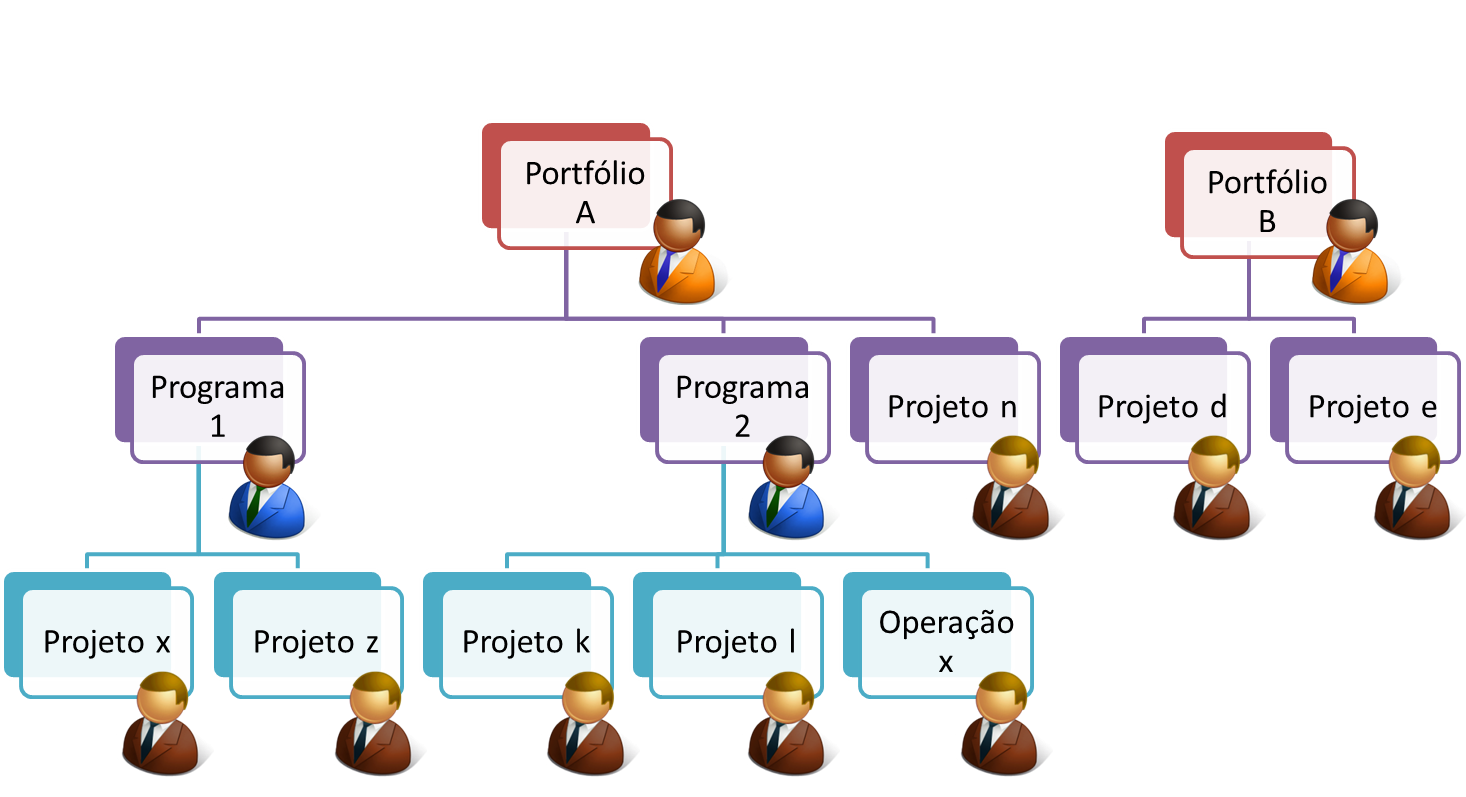 Portfólio
A
Portfólio
B
Programa
1
Programa
2
Projeto n
Projeto d
Projeto e
Projeto x
Projeto z
Projeto k
Projeto l
Operação
x